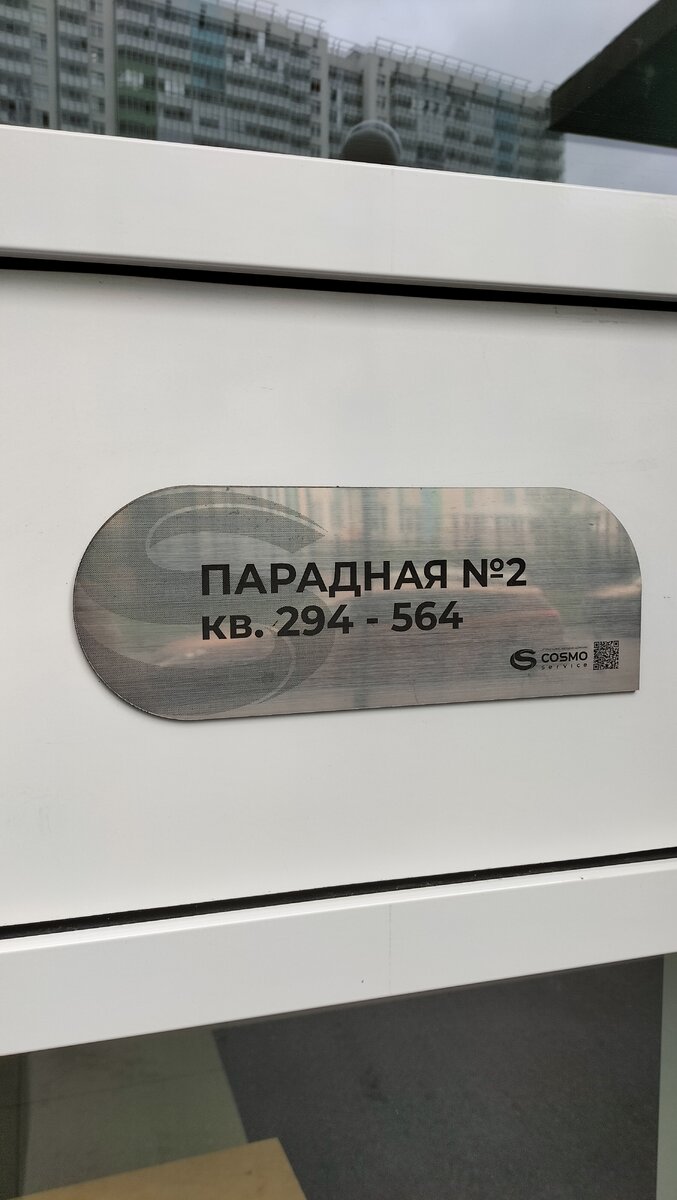 ПАРАДНАЯ №2
кв. 294 - 564
COSMO
service